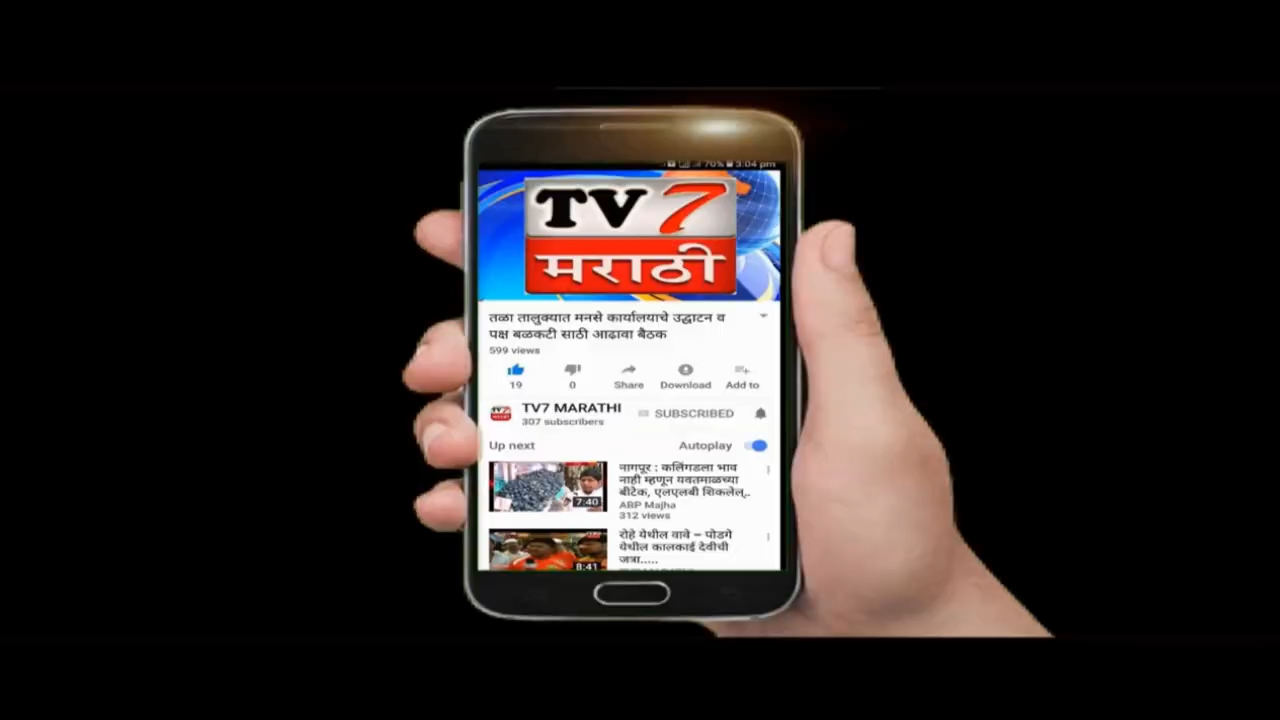 70% 3:04 pm
TV 7
मराठी
तळा तालुक्यात मनसे कार्यालयाचे उद्घाटन व
पक्ष बळकटी साठी आढावा बैठक
599 views
19 0 Share Download Add to
TV7 MARATHI
SUBSCRIBED
307 subscribers
Up next Autoplay
नागपूर : कलिंगडला भाव
नाही म्हणून यवतमाळच्या
बीटेक, एलएलबी शिकलेल्..
ABP Majha
312 views
7:40
रोहे येथील वावे – पोडगे
येथील कालकाई देवीची
जत्रा.....
8:41